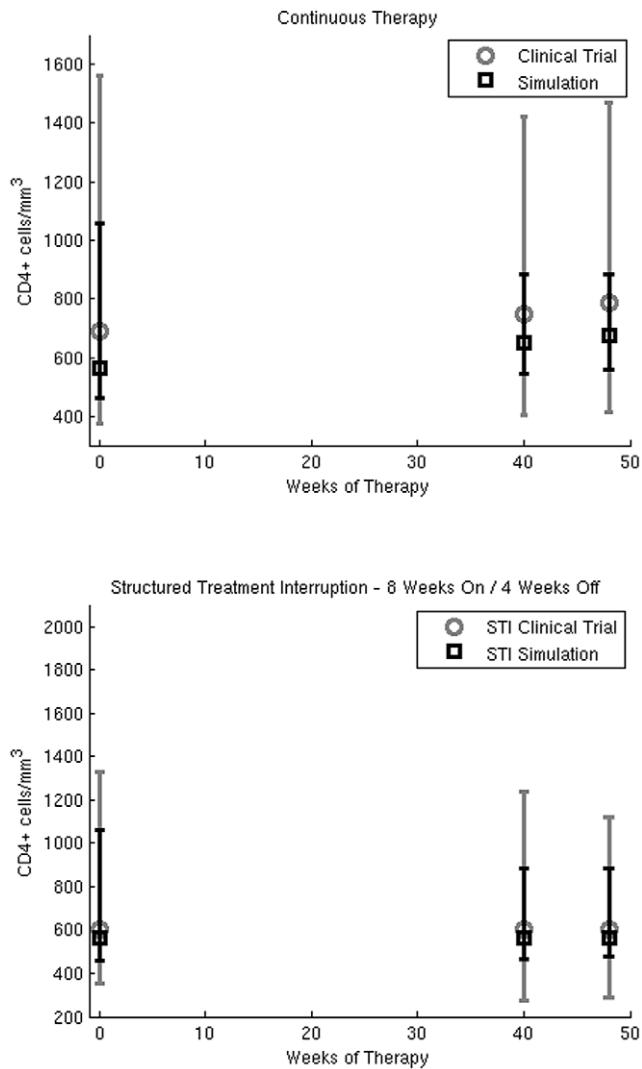 Continuous Therapy
Clinical Trial
Simulation
1600
1400
1200
1000
800
600
400
CD4+ cells/mm³
0 10 20 30 40 50
Weeks of Therapy
Structured Treatment Interruption - 8 Weeks On / 4 Weeks Off
STI Clinical Trial
STI Simulation
2000
1800
1600
1400
1200
1000
800
600
400
200
CD4+ cells/mm³
0 10 20 30 40 50
Weeks of Therapy